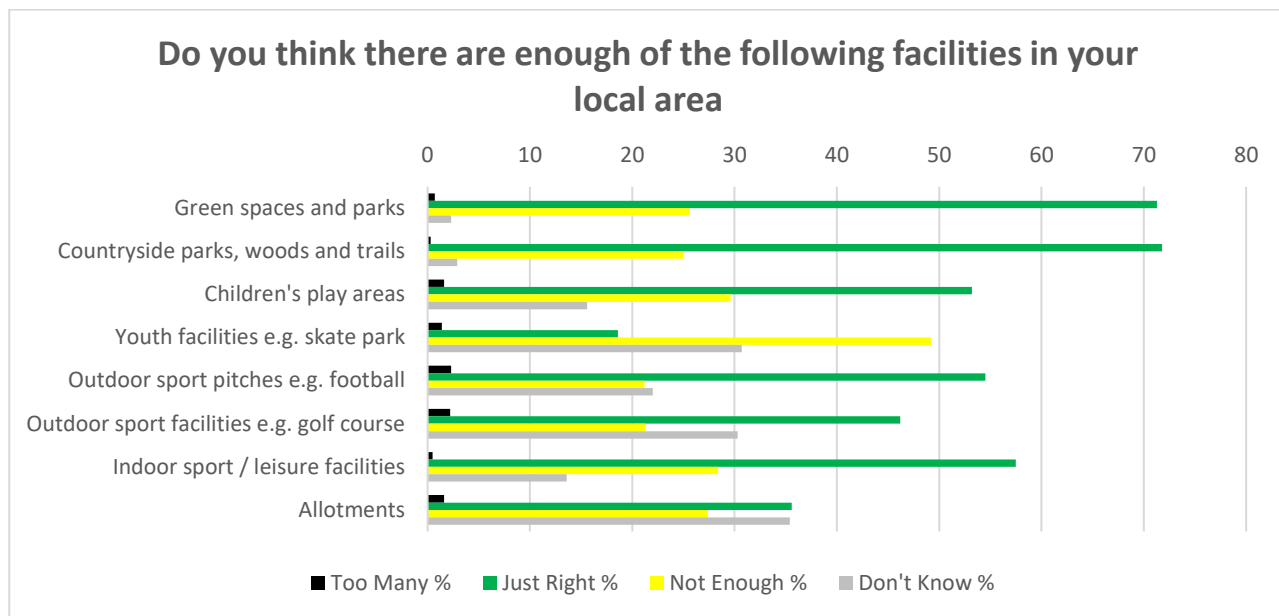 Do you think there are enough of the following facilities in your
local area
0 10 20 30 40 50 60 70 80
Green spaces and parks
Countryside parks, woods and trails
Children's play areas
Youth facilities e.g. skate park
Outdoor sport pitches e.g. football
Outdoor sport facilities e.g. golf course
Indoor sport / leisure facilities
Allotments
Too Many % Just Right % Not Enough % Don't Know %